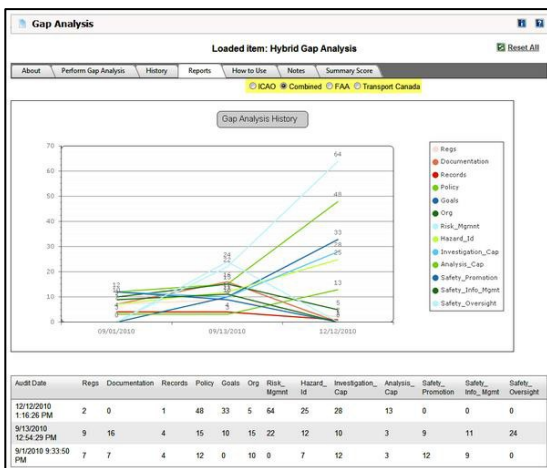 Gap Analysis
Loaded item: Hybrid Gap Analysis
Reset All
About Perform Gap Analysis History Reports How to Use Notes Summary Score
ICAO Combined FAA Transport Canada
Gap Analysis History
70
60
50
40
30
20
10
0
64
48
33
28
25
13
5
24
22
12
09/01/2010 09/13/2010 12/12/2010
Regs
Documentation
Records
Policy
Goals
Org
Risk_Mgmnt
Hazard_Id
Investigation_Cap
Analysis_Cap
Safety_Promotion
Safety_Info_Mgmt
Safety_Oversight
Audit Date Regs Documentation Records Policy Goals Org Risk_ Mgmnt Hazard_ Id Investigation_ Cap Analysis_ Cap Safety_ Promotion Safety_ Info_Mgmt Safety_ Oversight
12/12/2010 1:16:26 PM 2 0 1 48 33 5 64 25 28 13 0 0 0
9/13/2010 12:54:29 PM 9 16 4 15 10 15 22 12 10 3 9 11 24
9/1/2010 9:33:50 PM 7 7 4 12 0 10 0 7 12 3 12 9 0